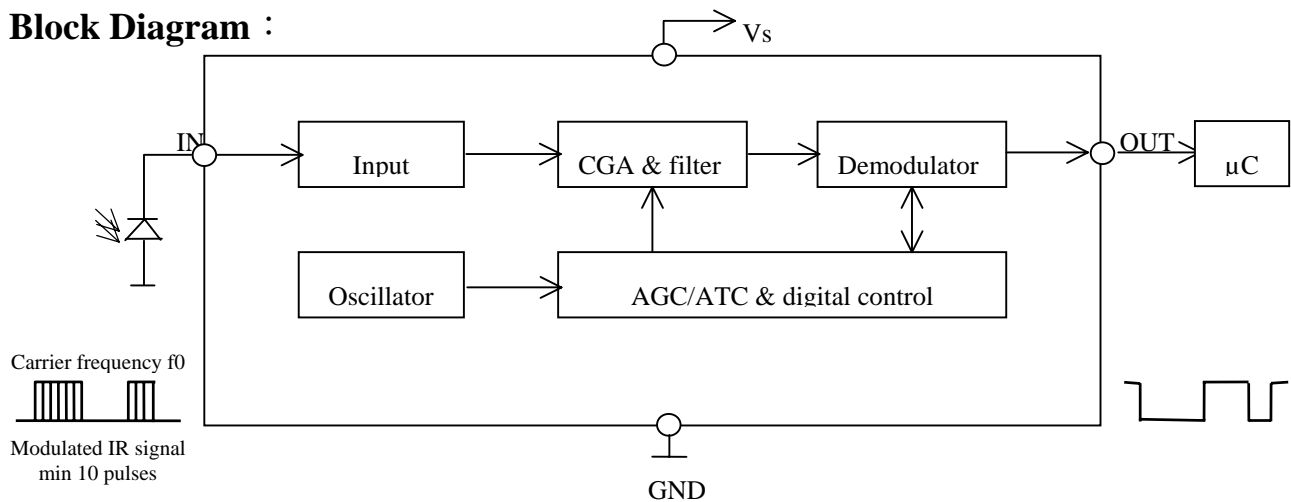 Block Diagram：
Vs
IN
Input
CGA & filter
Demodulator
OUT
µC
Oscillator
AGC/ATC & digital control
Carrier frequency f0
Modulated IR signal
min 10 pulses
GND